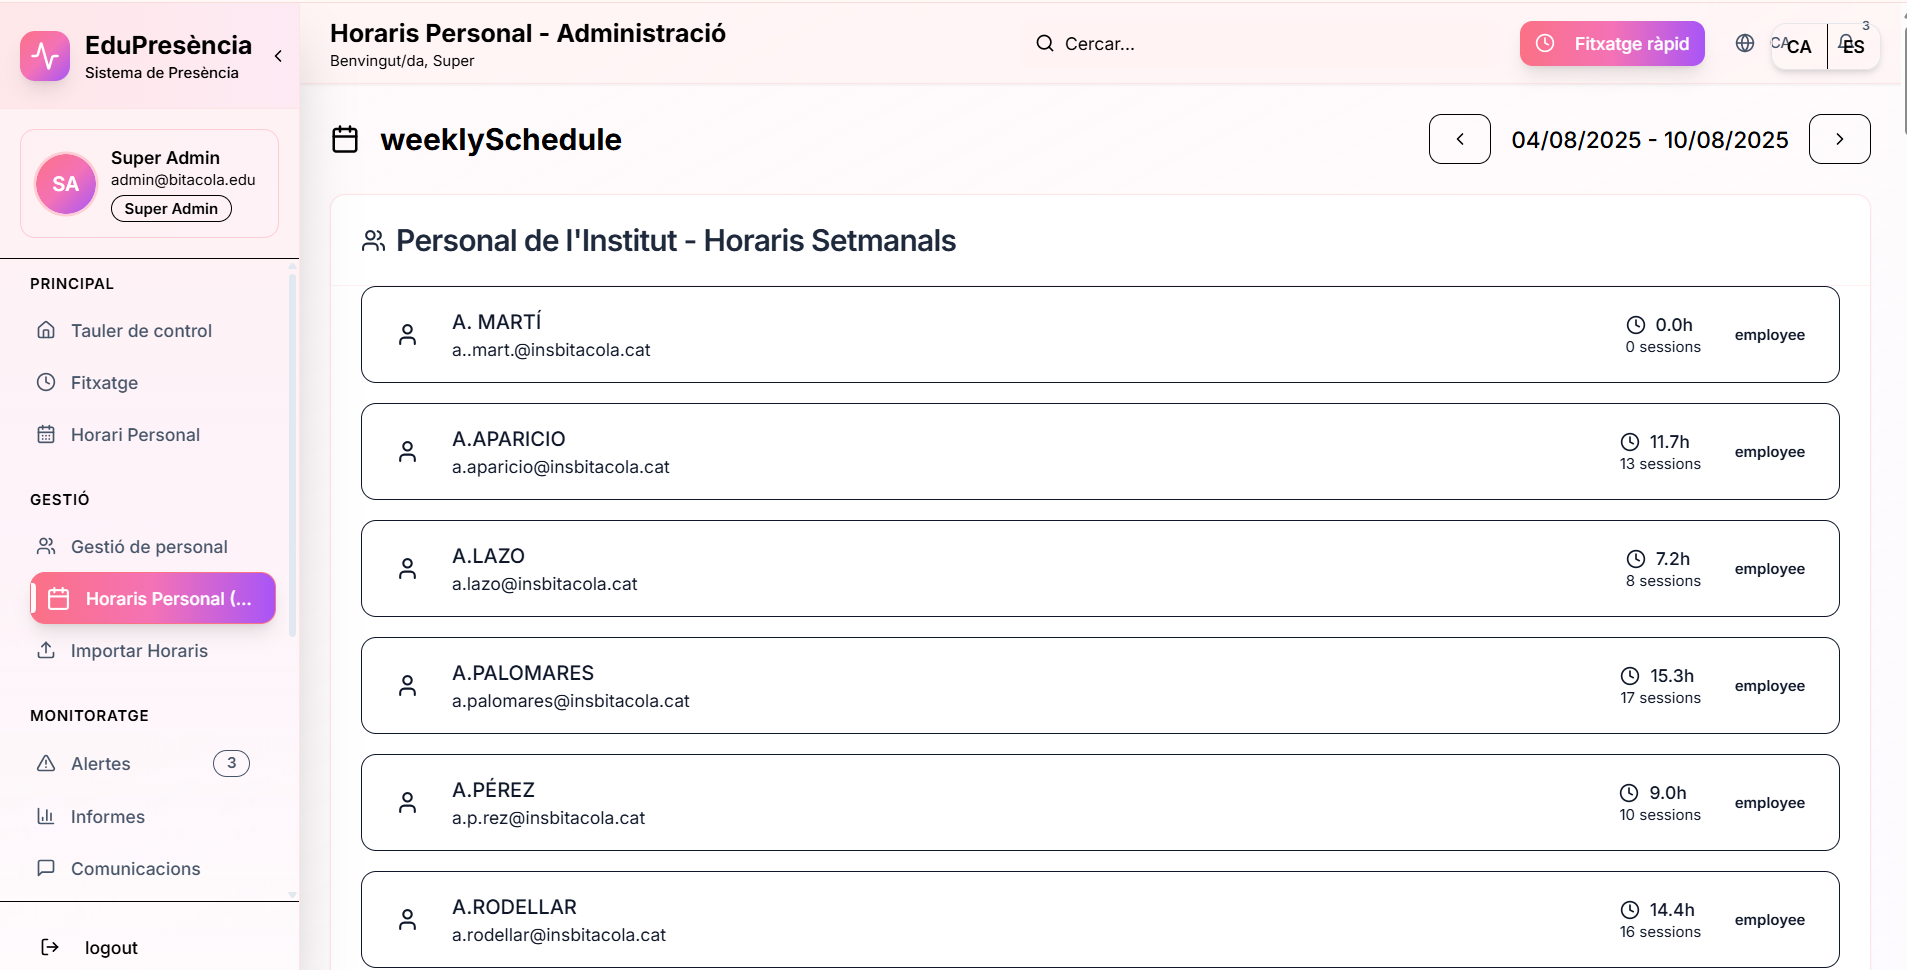 EduPresència
Sistema de Presència
Super Admin
admin@bitacola.edu
SA
Super Admin
PRINCIPAL
Tauler de control
Fitxatge
Horari Personal
GESTIÓ
Gestió de personal
Horaris Personal (...
Importar Horaris
MONITORATGE
Alertes 3
Informes
Comunicacions
logout
Horaris Personal - Administració
Benvingut/da, Super
Cercar...
Fitxatge ràpid
CA
CA
ES
3
weeklySchedule
04/08/2025 - 10/08/2025
Personal de l'Institut - Horaris Setmanals
A. MARTÍ
a..mart.@insbitacola.cat
0.0h
0 sessions
employee
A.APARICIO
a.aparicio@insbitacola.cat
11.7h
13 sessions
employee
A.LAZO
a.lazo@insbitacola.cat
7.2h
8 sessions
employee
A.PALOMARES
a.palomares@insbitacola.cat
15.3h
17 sessions
employee
A.PÉREZ
a.p.rez@insbitacola.cat
9.0h
10 sessions
employee
A.RODELLAR
a.rodellar@insbitacola.cat
14.4h
16 sessions
employee